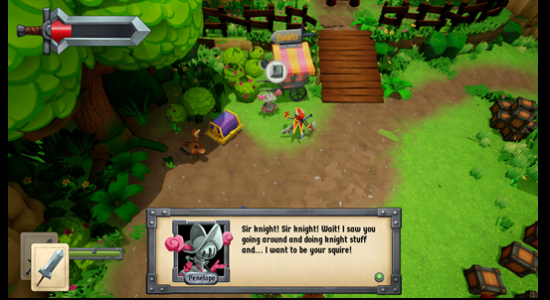 Sir knight! Sir knight! Wait! I saw you
going around and doing knight stuff
and... I want to be your squire!
Penelope